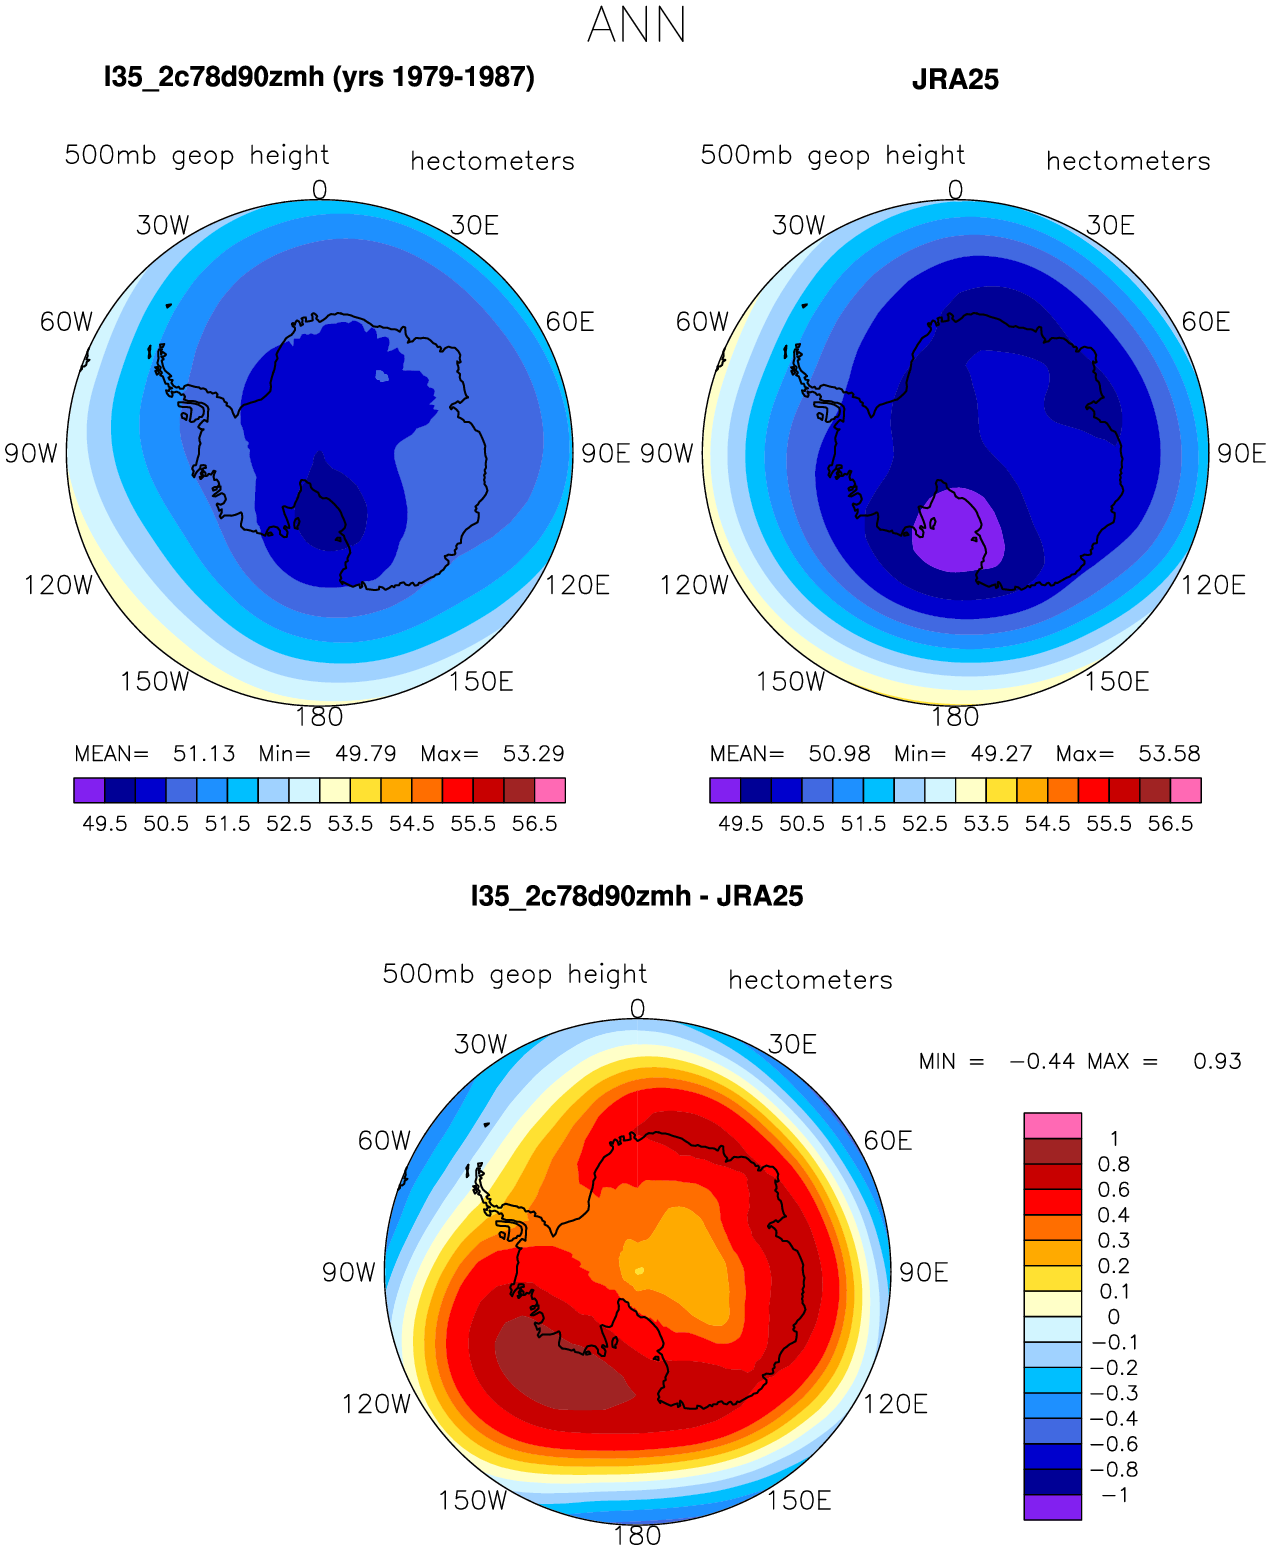 ANN
I35_2c78d90zmh (yrs 1979-1987)
JRA25
500mb geop height hectometers
500mb geop height hectometers
0
0
30W 30E
30W 30E
60W 60E
60W 60E
90W 90E
90W 90E
120W 120E
120W 120E
150W 150E
150W 150E
180
180
MEAN= 51.13 Min= 49.79 Max= 53.29
MEAN= 50.98 Min= 49.27 Max= 53.58
49.5 50.5 51.5 52.5 53.5 54.5 55.5 56.5
49.5 50.5 51.5 52.5 53.5 54.5 55.5 56.5
I35_2c78d90zmh - JRA25
500mb geop height hectometers
0
30W 30E
MIN = -0.44 MAX = 0.93
60W 60E
90W 90E
120W 120E
150W 150E
180
1
0.8
0.6
0.4
0.3
0.2
0.1
0
-0.1
-0.2
-0.3
-0.4
-0.6
-0.8
-1